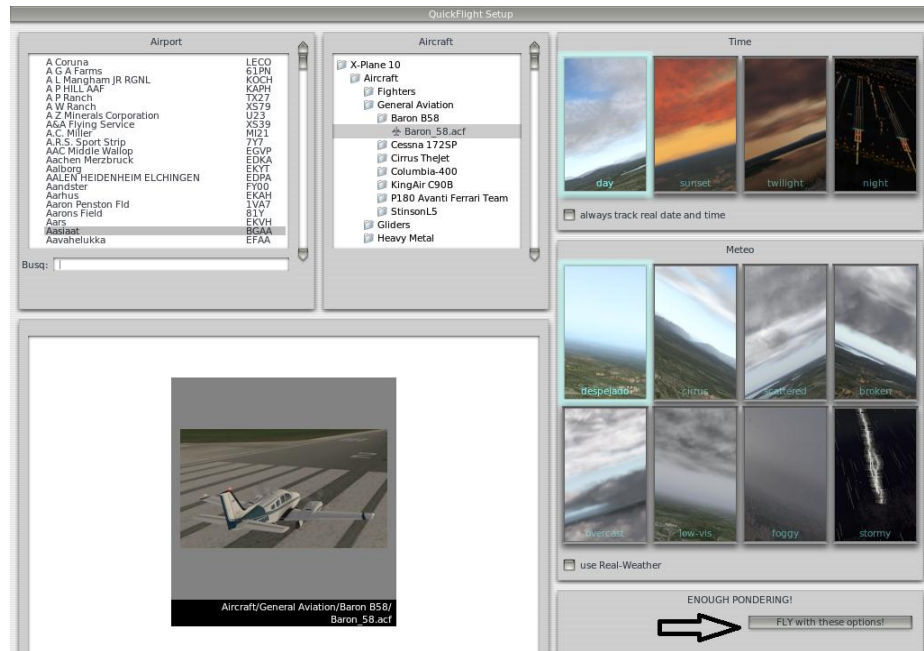 QuickFlight Setup
Airport
A Coruna LECO
A G A Farms 61PN
A L Mangham JR RGNL KOCH
A P HILL AAF KAPH
A P Ranch TX27
A W Ranch XS79
A Z Minerals Corporation U23
A&A Flying Service XS39
A.C. Miller MI21
A.R.S. Sport Strip 7Y7
AAC Middle Wallop EGVP
Aachen Merzbruck EDKA
Aalborg EKYT
AALEN HEIDENHEIM ELCHINGEN EDPA
Aandster FY00
Aarhus EKAH
Aaron Penston Fld 1VA7
Aarons Field 81Y
Aars EKVH
Aasiaat BGAA
Aavahelukka EFAA
Busq:
Aircraft
X-Plane 10
Aircraft
Fighters
General Aviation
Baron B58
Baron_58.acf
Cessna 172SP
Cirrus TheJet
Columbia-400
KingAir C90B
P180 Avanti Ferrari Team
StinsonL5
Gliders
Heavy Metal
Time
day sunset twilight night
always track real date and time
Meteo
despejado cirrus scattered broken
overcast low-vis foggy stormy
use Real-Weather
Aircraft/General Aviation/Baron B58/
Baron_58.acf
ENOUGH PONDERING!
FLY with these options!